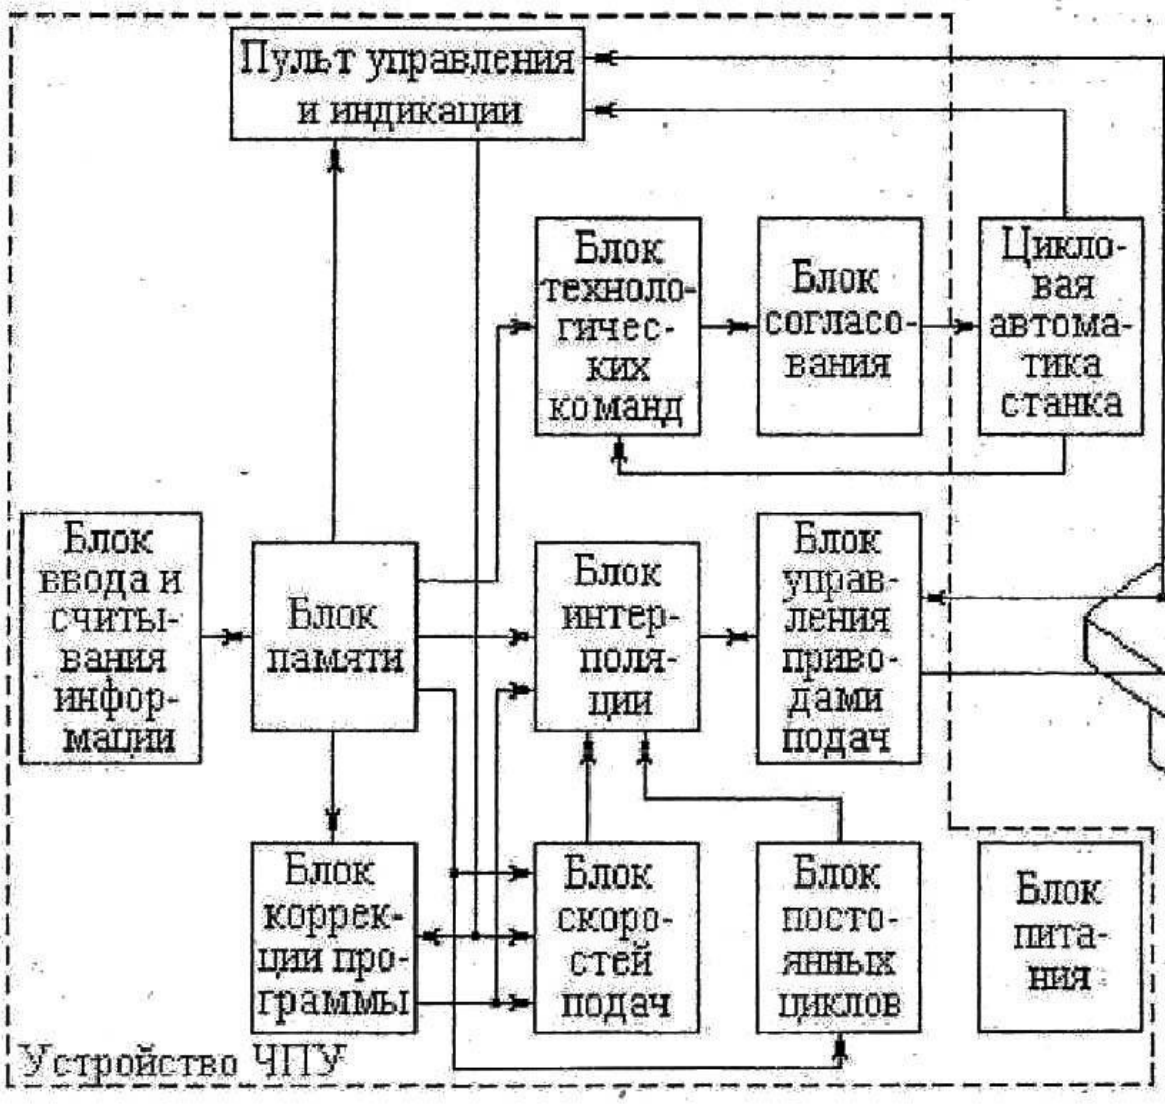 Пульт управления
и индикации
Блок
техноло-
гичес-
ких
команд
Блок
согласо-
вания
Цикло-
вая
автома-
тика
станка
Блок
ввода и
считы-
вания
инфор-
мации
Блок
памяти
Блок
интер-
поля-
ции
Блок
управ-
ления
приво-
дами
подач
Блок
коррек-
ции про-
граммы
Блок
скоро-
стей
подач
Блок
посто-
янных
циклов
Блок
пита-
ния
Устройство ЧПУ